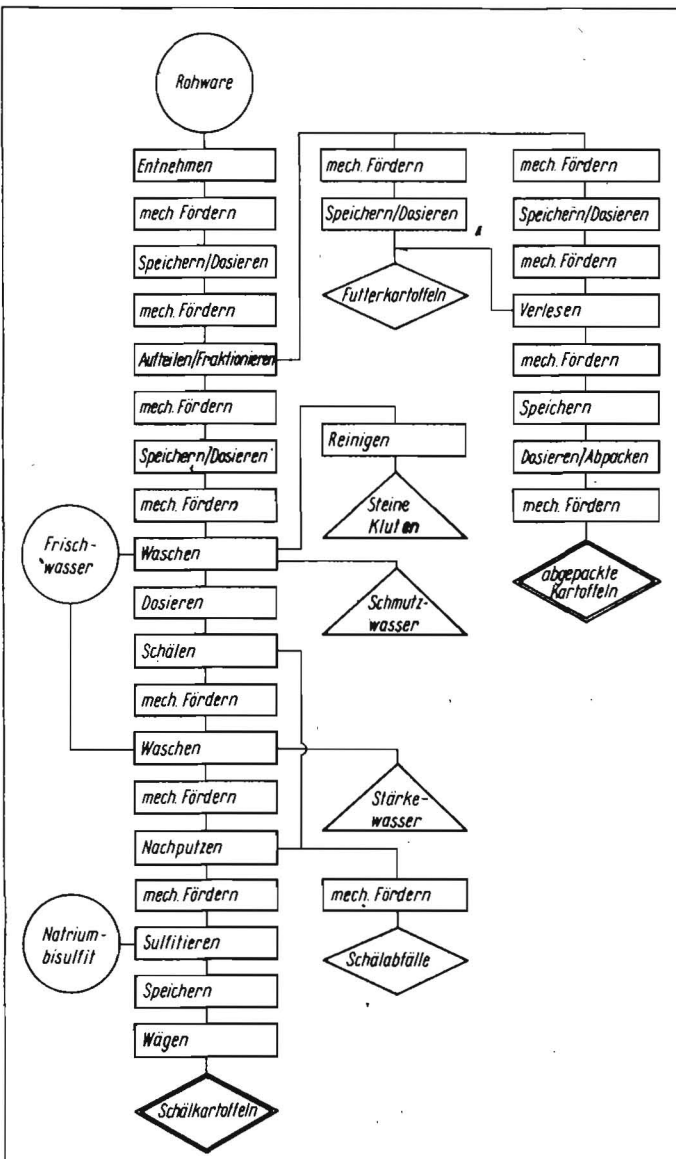 Rohware
Entnehmen
mech. Fördern
Speichern/Dosieren
mech. Fördern
Aufteilen/Fraktionieren
mech. Fördern
Speichern/Dosieren
mech. Fördern
Frisch-
wasser
Waschen
Dosieren
Schälen
mech. Fördern
Waschen
mech. Fördern
Nachputzen
mech. Fördern
Natrium-
bisulfit
Sulfitieren
Speichern
Wägen
Schälkartoffeln
mech. Fördern
Speichern/Dosieren
Futterkartoffeln
Reinigen
Steine
Kluten
Schmutz-
wasser
Stärke-
wasser
mech. Fördern
Schälabfälle
mech. Fördern
Speichern/Dosieren
mech. Fördern
Verlesen
mech. Fördern
Speichern
Dosieren/Abpacken
mech. Fördern
abgepackte
Kartoffeln